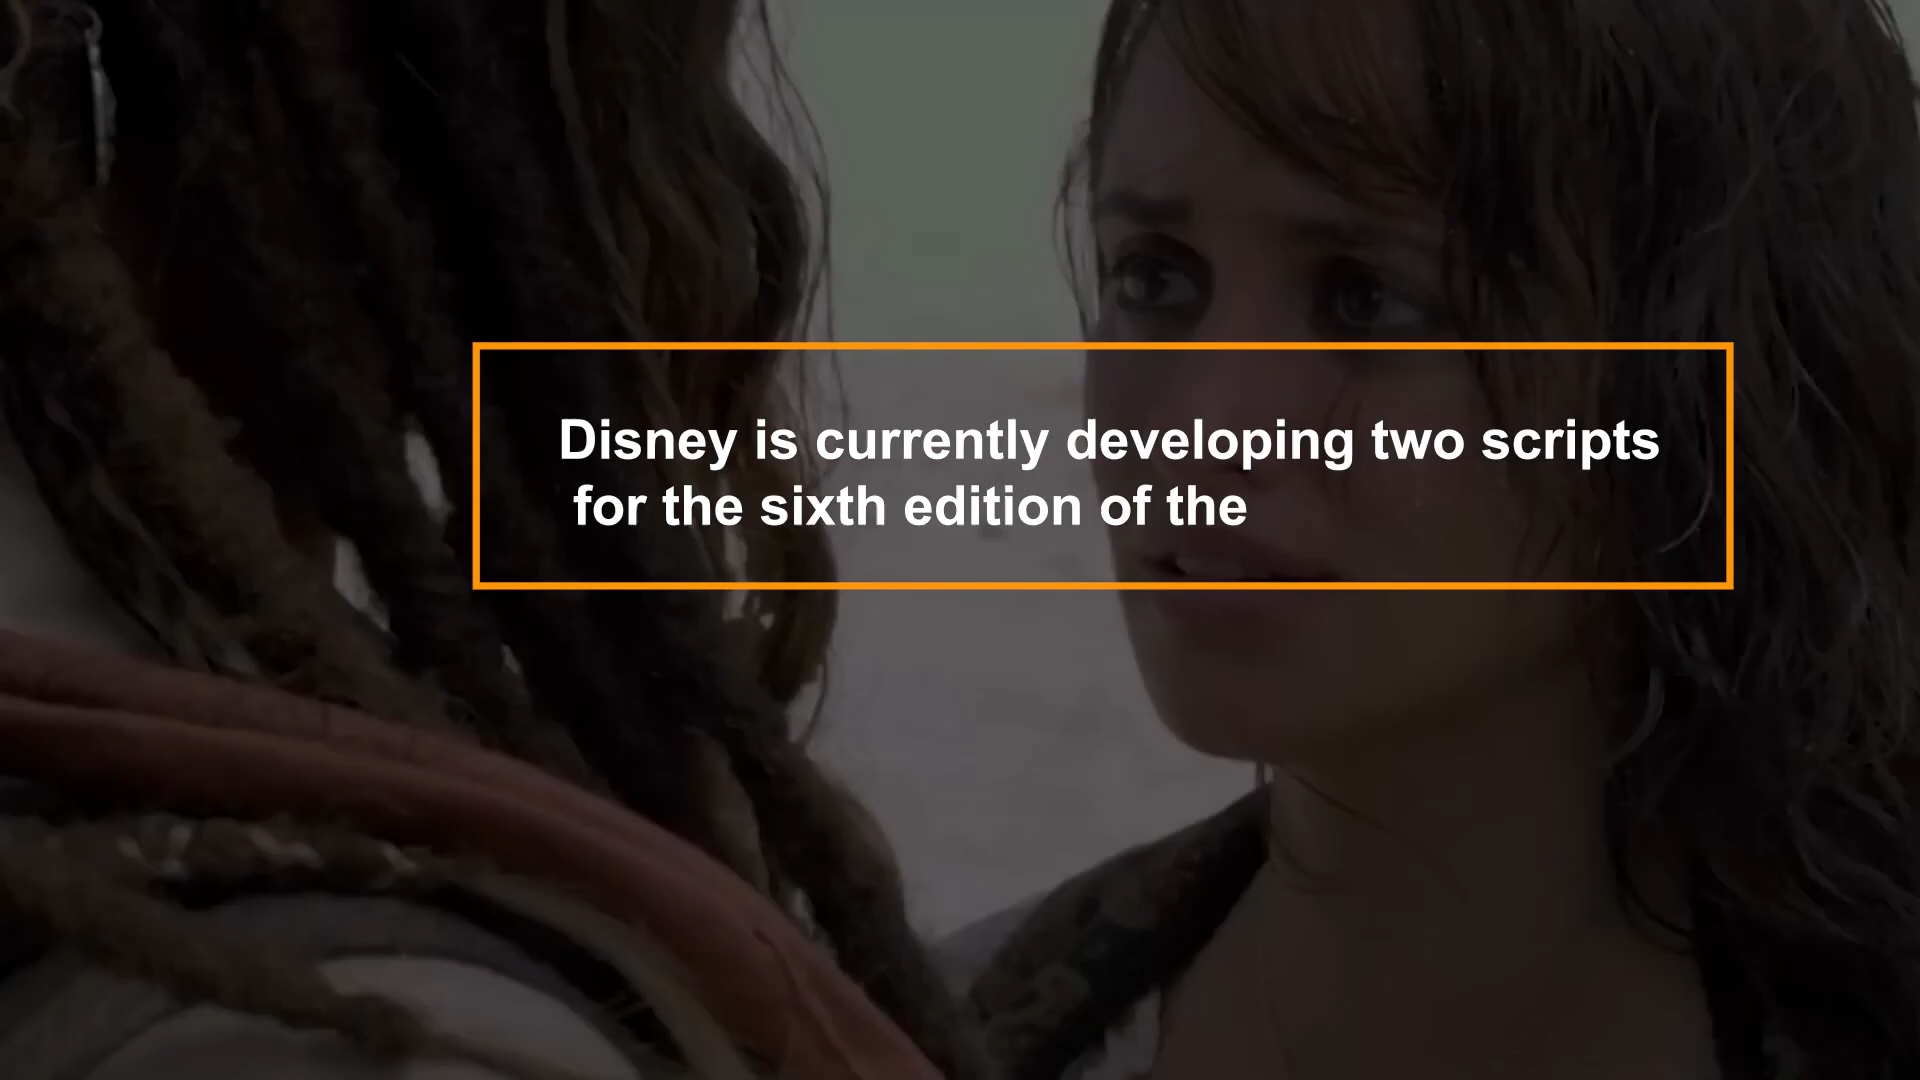 Disney is currently developing two scripts
for the sixth edition of the